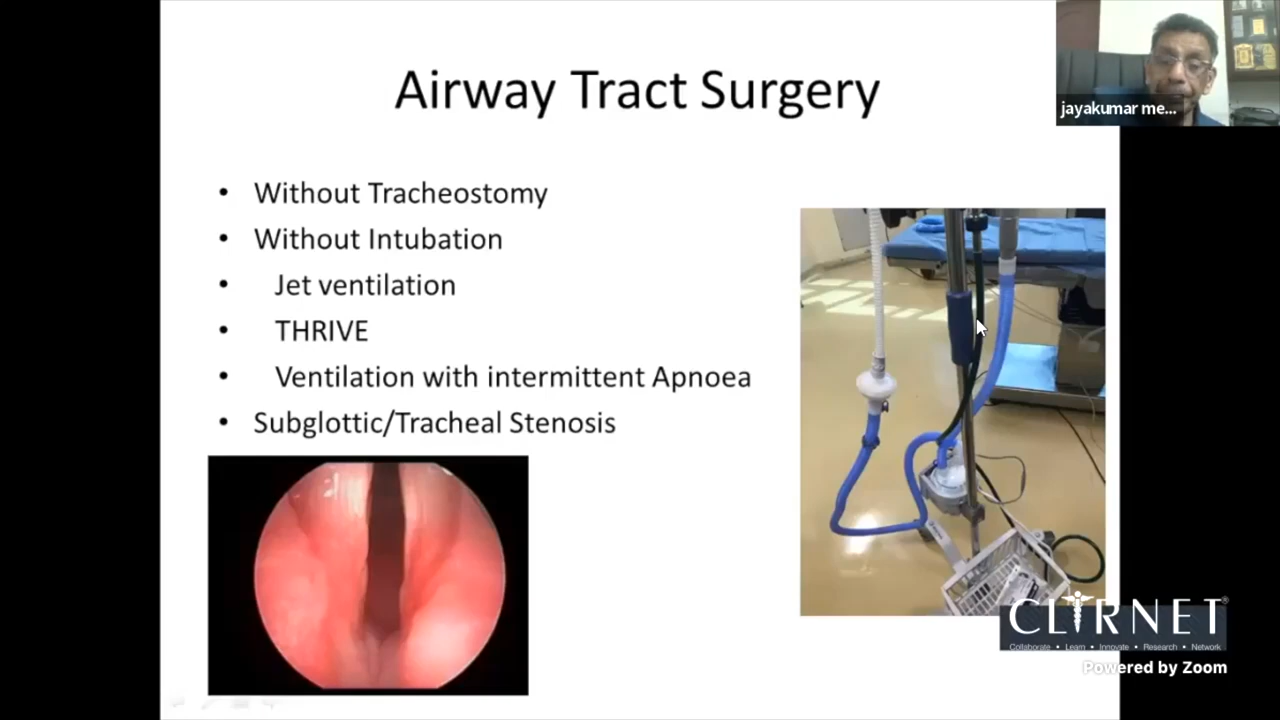 Airway Tract Surgery
jayakumar me...
• Without Tracheostomy
• Without Intubation
• Jet ventilation
• THRIVE
• Ventilation with intermittent Apnoea
• Subglottic/Tracheal Stenosis
CLIRNET®
Collaborate • Learn • Innovate • Research • Network
Powered by Zoom